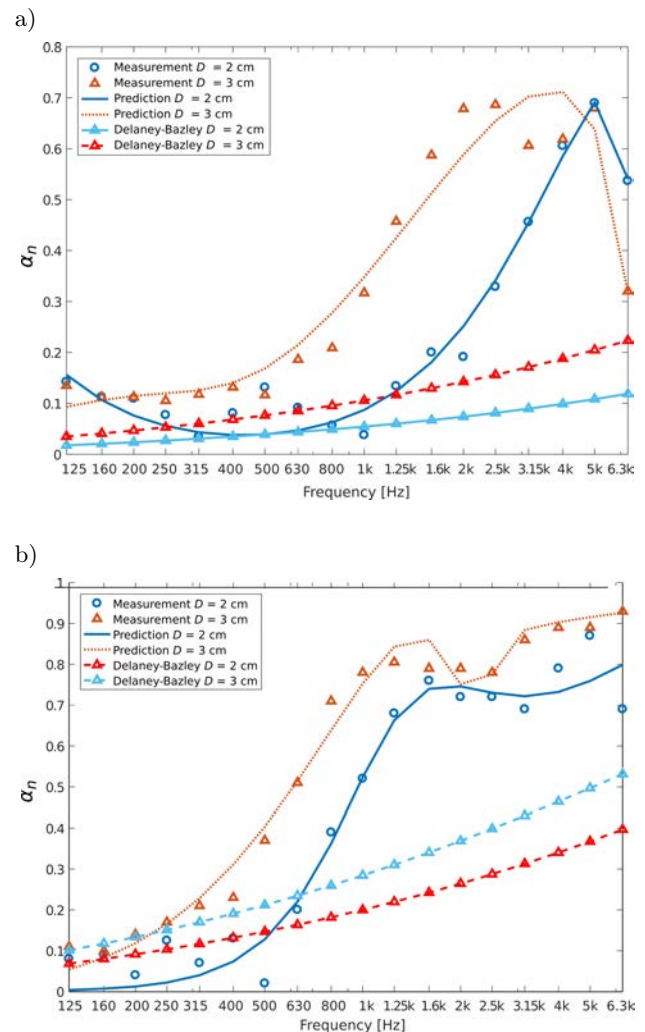 a)
0.8
0.7
0.6
0.5
0.4
0.3
0.2
0.1
0
αn
Measurement D = 2 cm
Measurement D = 3 cm
Prediction D = 2 cm
Prediction D = 3 cm
Delaney-Bazley D = 2 cm
Delaney-Bazley D = 3 cm
125 160 200 250 315 400 500 630 800 1k 1.25k 1.6k 2k 2.5k 3.15k 4k 5k 6.3k
Frequency [Hz]
b)
1
0.9
0.8
0.7
0.6
0.5
0.4
0.3
0.2
0.1
0
αn
Measurement D = 2 cm
Measurement D = 3 cm
Prediction D = 2 cm
Prediction D = 3 cm
Delaney-Bazley D = 2 cm
Delaney-Bazley D = 3 cm
125 160 200 250 315 400 500 630 800 1k 1.25k 1.6k 2k 2.5k 3.15k 4k 5k 6.3k
Frequency [Hz]